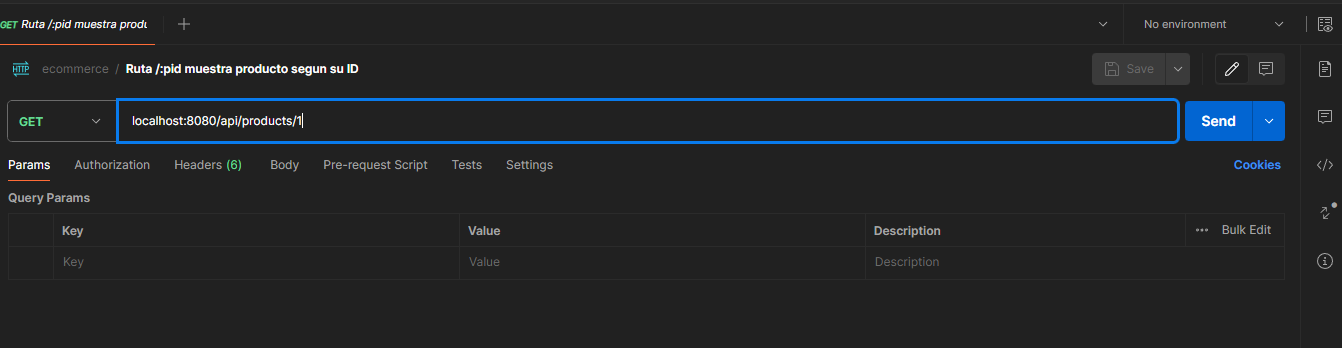 GET Ruta /:pid muestra produ
No environment
HTTP ecommerce / Ruta /:pid muestra producto segun su ID
Save
GET localhost:8080/api/products/1 Send
Params Authorization Headers (6) Body Pre-request Script Tests Settings Cookies
Query Params
Key Value Description Bulk Edit
Key Value Description